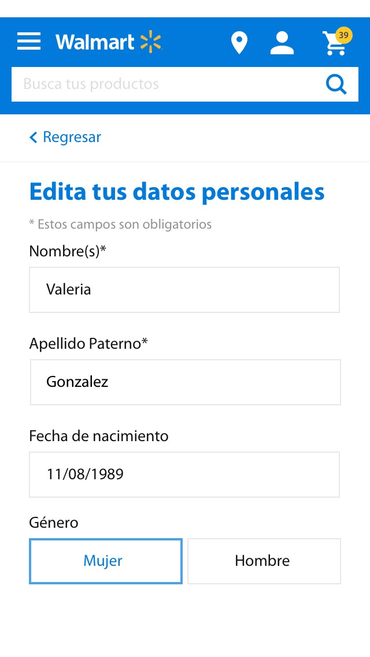 Walmart
39
Busca tus productos
Regresar
Edita tus datos personales
* Estos campos son obligatorios
Nombre(s)*
Valeria
Apellido Paterno*
Gonzalez
Fecha de nacimiento
11/08/1989
Género
Mujer Hombre